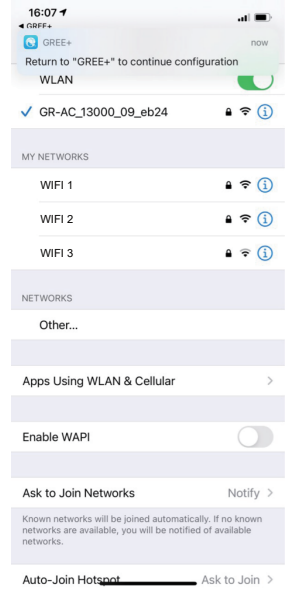 16:07
◀ GREE+
GREE+ now
Return to "GREE+" to continue configuration
WLAN
GR-AC_13000_09_eb24
MY NETWORKS
WIFI 1
WIFI 2
WIFI 3
NETWORKS
Other...
Apps Using WLAN & Cellular
Enable WAPI
Ask to Join Networks Notify
Known networks will be joined automatically. If no known
networks are available, you will be notified of available
networks.
Auto-Join Hotspot Ask to Join